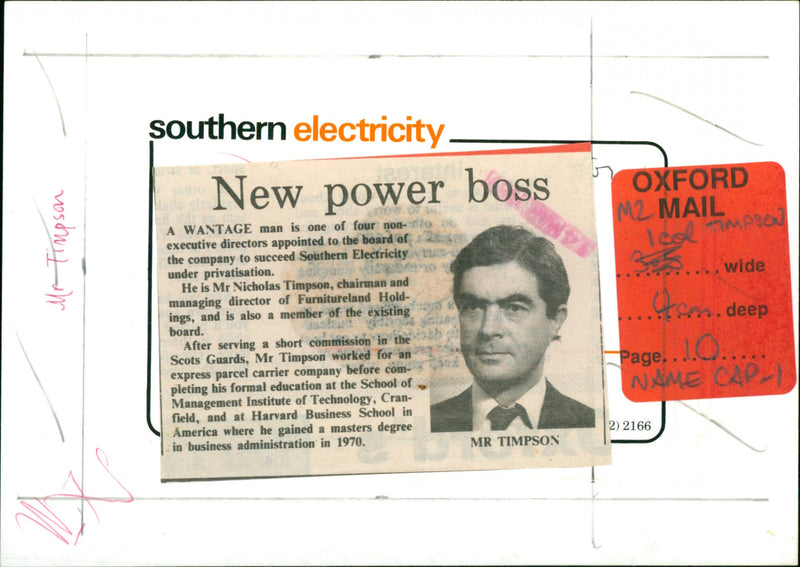 southern electricity
New power boss
A WANTAGE man is one of four non-
executive directors appointed to the board of
the company to succeed Southern Electricity
under privatisation.
He is Mr Nicholas Timpson, chairman and
managing director of Furnitureland Hold-
ings, and is also a member of the existing
board.
After serving a short commission in the
Scots Guards, Mr Timpson worked for an
express parcel carrier company before com-
pleting his formal education at the School of
Management Institute of Technology, Cran-
field, and at Harvard Business School in
America where he gained a masters degree
in business administration in 1970.
MR TIMPSON
2) 2166
OXFORD
MAIL
M2
TIMPSON
1 col
wide
4cm deep
Page....10.....
NAME CAP-1
Mr Timpson